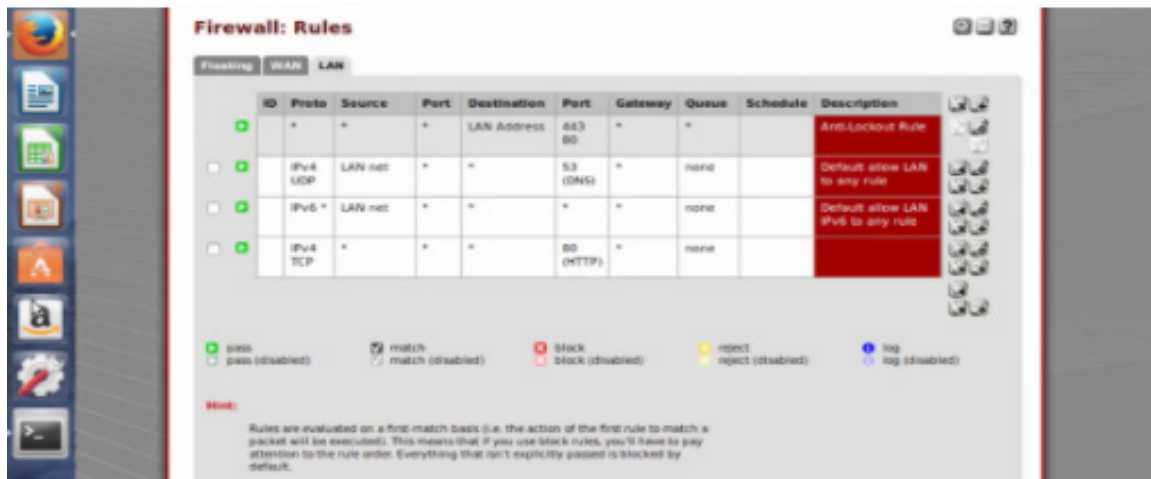 Firewall: Rules
Floating WAN LAN
ID Proto Source Port Destination Port Gateway Queue Schedule Description
* * * LAN Address 443 80 * * Anti-Lockout Rule
IPv4 UDP LAN net * * 53 (DNS) * none Default allow LAN to any rule
IPv6 * LAN net * * * * none Default allow LAN IPv6 to any rule
IPv4 TCP * * * 80 (HTTP) * none
pass match block reject log
pass (disabled) match (disabled) block (disabled) reject (disabled) log (disabled)
Hint:
Rules are evaluated on a first-match basis (i.e. the action of the first rule to match a
packet will be executed). This means that if you use block rules, you'll have to pay
attention to the rule order. Everything that isn't explicitly passed is blocked by
default.